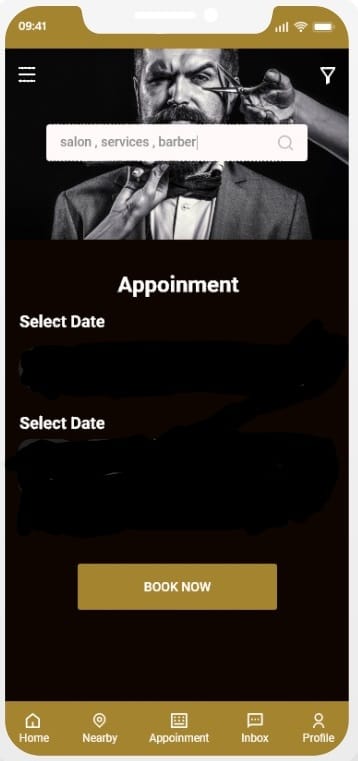 09:41
salon , services , barber
Appoinment
Select Date
Select Date
BOOK NOW
Home Nearby Appoinment Inbox Profile